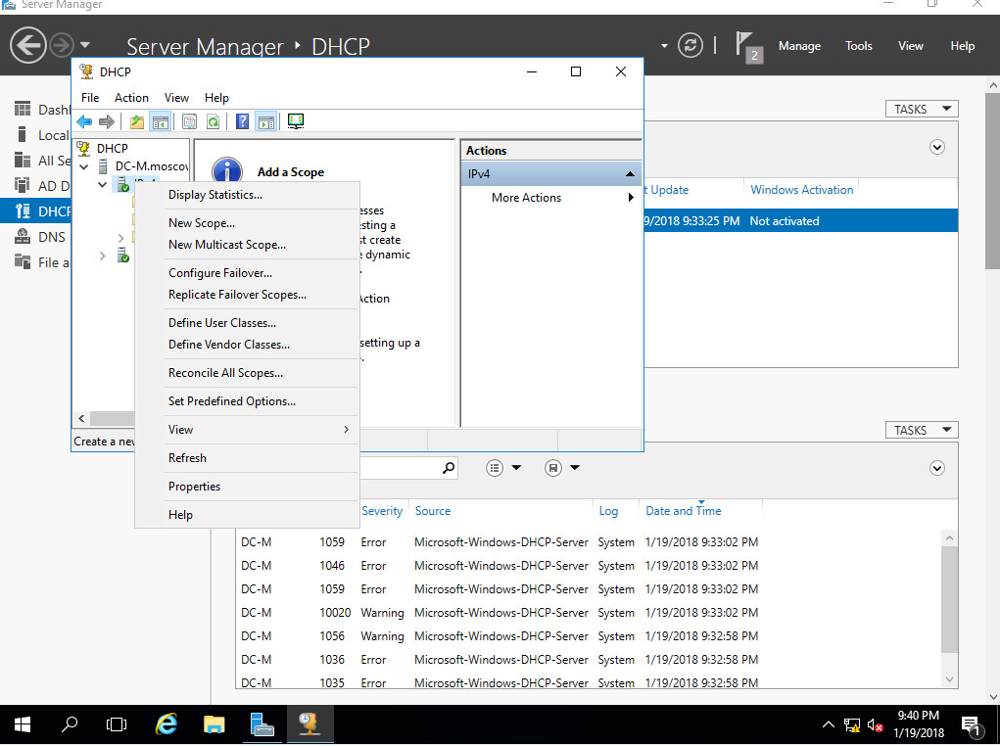 Server Manager
Server Manager ‣ DHCP
2
Manage
Tools
View
Help
DHCP
File
Action
View
Help
Dash
Local
All Se
AD D
DHCP
DNS
File a
DHCP
DC-M.moscow
Add a Scope
esses
esting a
st create
e dynamic
Action
setting up a
Actions
IPv4
More Actions
Create a new
Display Statistics...
New Scope...
New Multicast Scope...
Configure Failover...
Replicate Failover Scopes...
Define User Classes...
Define Vendor Classes...
Reconcile All Scopes...
Set Predefined Options...
View
Refresh
Properties
Help
TASKS
t Update Windows Activation
9/2018 9:33:25 PM Not activated
TASKS
Severity Source Log Date and Time
DC-M 1059 Error Microsoft-Windows-DHCP-Server System 1/19/2018 9:33:02 PM
DC-M 1046 Error Microsoft-Windows-DHCP-Server System 1/19/2018 9:33:02 PM
DC-M 1059 Error Microsoft-Windows-DHCP-Server System 1/19/2018 9:33:02 PM
DC-M 10020 Warning Microsoft-Windows-DHCP-Server System 1/19/2018 9:33:02 PM
DC-M 1056 Warning Microsoft-Windows-DHCP-Server System 1/19/2018 9:32:58 PM
DC-M 1036 Error Microsoft-Windows-DHCP-Server System 1/19/2018 9:32:58 PM
DC-M 1035 Error Microsoft-Windows-DHCP-Server System 1/19/2018 9:32:58 PM
9:40 PM
1/19/2018
1